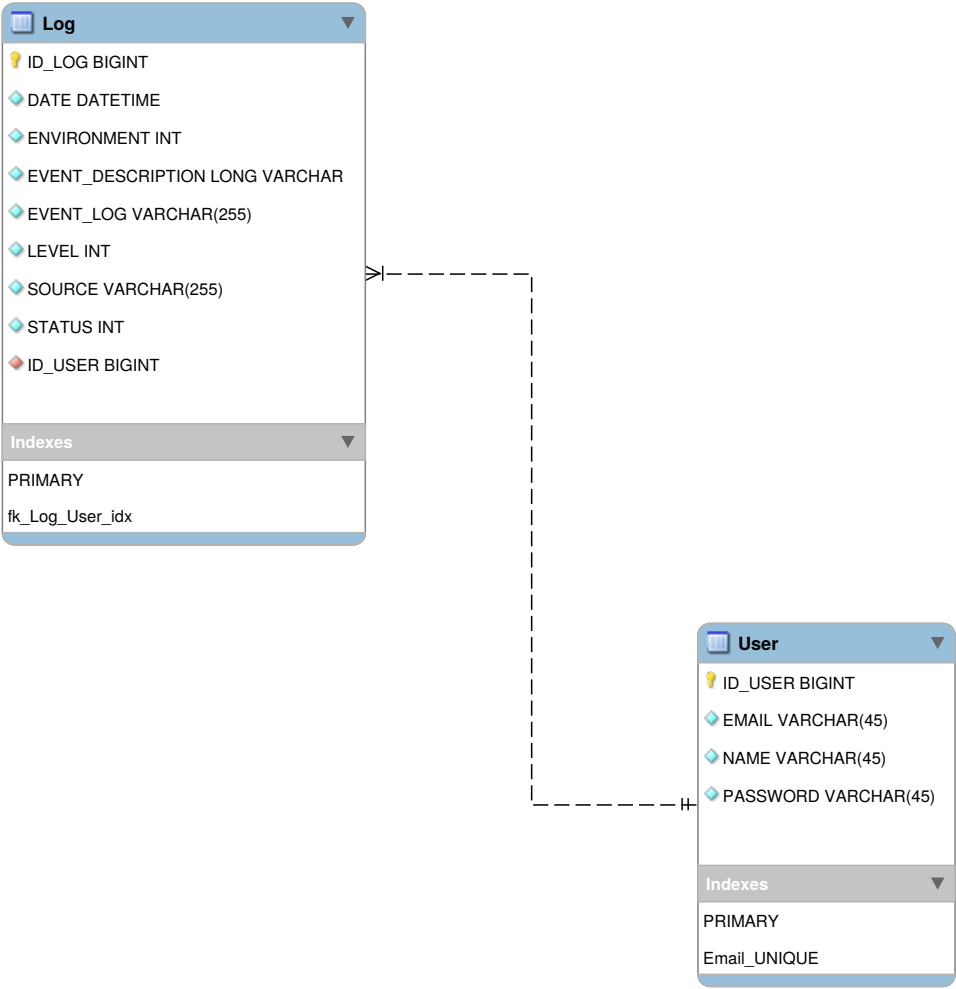 Log
ID_LOG BIGINT
DATE DATETIME
ENVIRONMENT INT
EVENT_DESCRIPTION LONG VARCHAR
EVENT_LOG VARCHAR(255)
LEVEL INT
SOURCE VARCHAR(255)
STATUS INT
ID_USER BIGINT
Indexes
PRIMARY
fk_Log_User_idx
User
ID_USER BIGINT
EMAIL VARCHAR(45)
NAME VARCHAR(45)
PASSWORD VARCHAR(45)
Indexes
PRIMARY
Email_UNIQUE